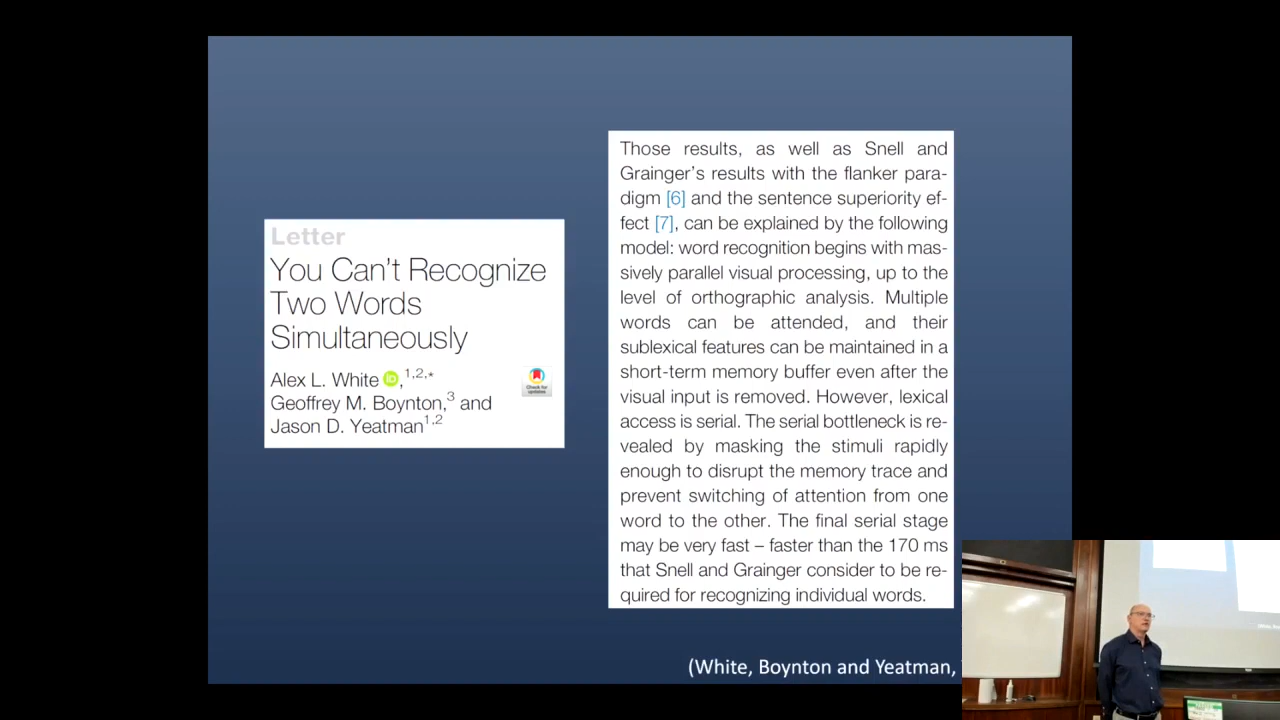 Letter
You Can't Recognize
Two Words
Simultaneously
Alex L. White iD,1,2,*
Geoffrey M. Boynton,3 and
Jason D. Yeatman1,2
Check for
updates
Those results, as well as Snell and
Grainger's results with the flanker para-
digm [6] and the sentence superiority ef-
fect [7], can be explained by the following
model: word recognition begins with mas-
sively parallel visual processing, up to the
level of orthographic analysis. Multiple
words can be attended, and their
sublexical features can be maintained in a
short-term memory buffer even after the
visual input is removed. However, lexical
access is serial. The serial bottleneck is re-
vealed by masking the stimuli rapidly
enough to disrupt the memory trace and
prevent switching of attention from one
word to the other. The final serial stage
may be very fast – faster than the 170 ms
that Snell and Grainger consider to be re-
quired for recognizing individual words.
(White, Boynton and Yeatman,